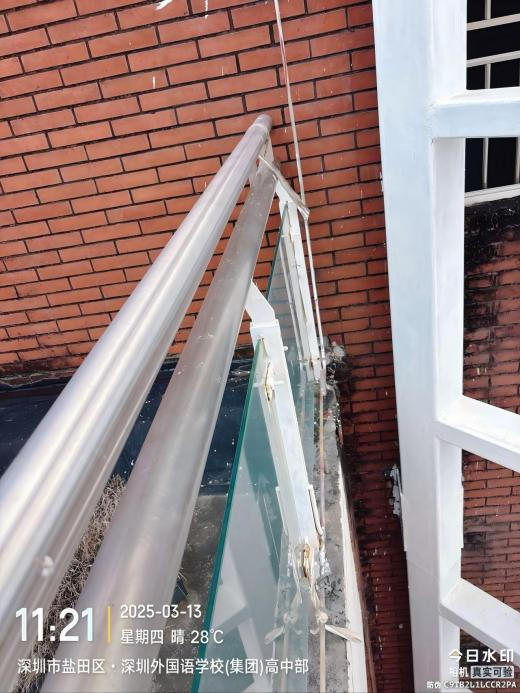 11:21
2025-03-13
星期四 晴 28℃
深圳市盐田区·深圳外国语学校(集团)高中部
今日水印
相机 真实可验
防伪 C9TB2L1LCCR2PA